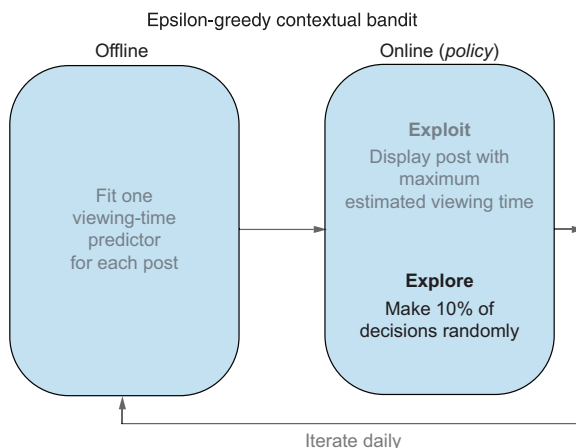 Epsilon-greedy contextual bandit
Offline
Online (policy)
Fit one
viewing-time
predictor
for each post
Exploit
Display post with
maximum
estimated viewing time
Explore
Make 10% of
decisions randomly
Iterate daily